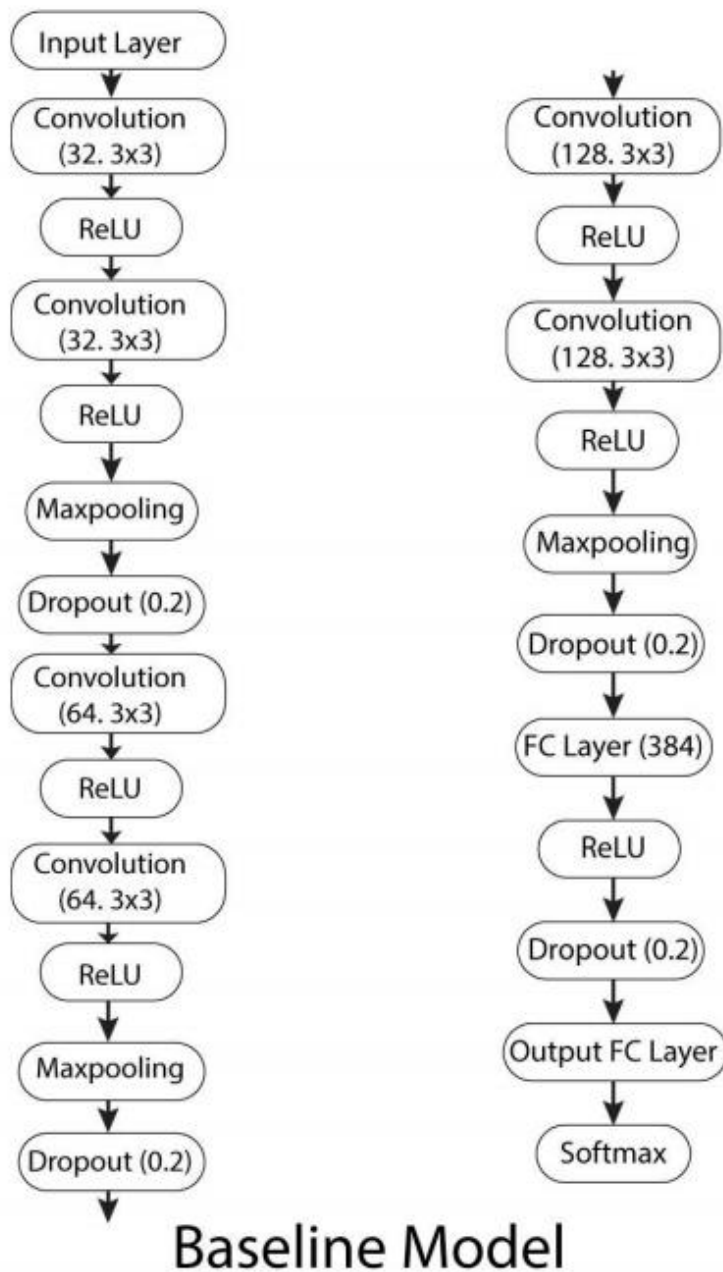 Input Layer
Convolution
(32. 3x3)
ReLU
Convolution
(32. 3x3)
ReLU
Maxpooling
Dropout (0.2)
Convolution
(64. 3x3)
ReLU
Convolution
(64. 3x3)
ReLU
Maxpooling
Dropout (0.2)
Convolution
(128. 3x3)
ReLU
Convolution
(128. 3x3)
ReLU
Maxpooling
Dropout (0.2)
FC Layer (384)
ReLU
Dropout (0.2)
Output FC Layer
Softmax
Baseline Model